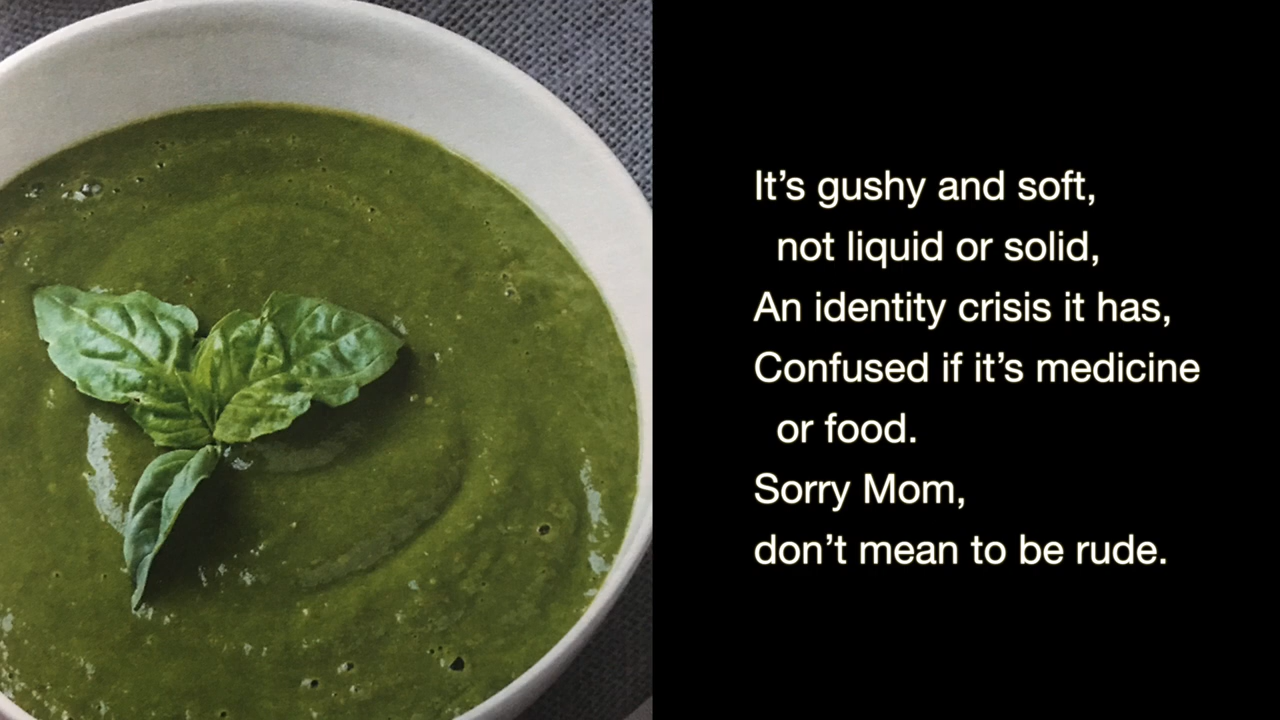 It’s gushy and soft,
not liquid or solid,
An identity crisis it has,
Confused if it’s medicine
or food.
Sorry Mom,
don’t mean to be rude.